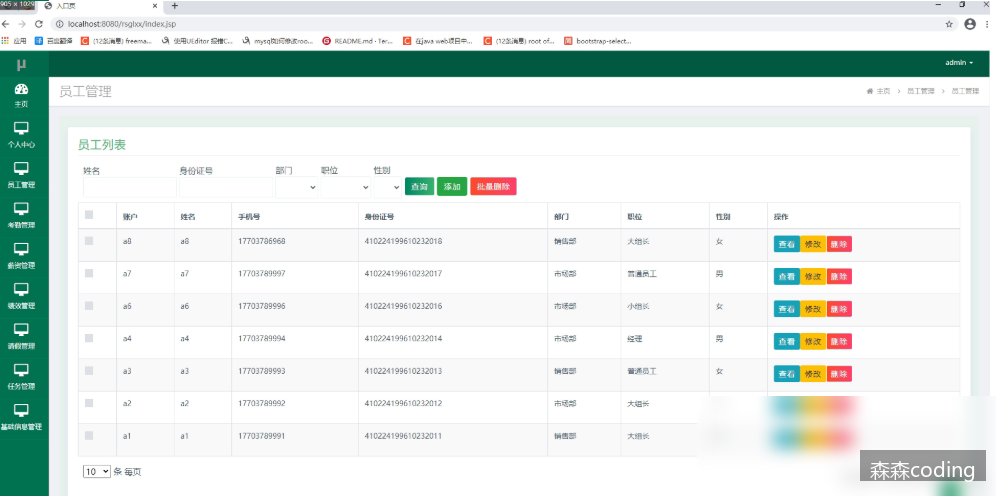 905 x 1029
入口页
localhost:8080/rsglxx/index.jsp
应用 百度翻译 (12条消息) freema... 使用UEditor 报错C... mysql如何修改roo... README.md · Ter... 在java web项目中... (12条消息) root of... bootstrap-select...
μ
admin
主页
个人中心
员工管理
考勤管理
薪资管理
绩效管理
请假管理
任务管理
基础信息管理
员工管理
主页 > 员工管理 > 员工管理
员工列表
姓名 身份证号 部门 职位 性别
查询 添加 批量删除
账户 姓名 手机号 身份证号 部门 职位 性别 操作
a8 a8 17703786968 410224199610232018 销售部 大组长 女 查看 修改 删除
a7 a7 17703789997 410224199610232017 市场部 普通员工 男 查看 修改 删除
a6 a6 17703789996 410224199610232016 市场部 小组长 女 查看 修改 删除
a4 a4 17703789994 410224199610232014 市场部 经理 男 查看 修改 删除
a3 a3 17703789993 410224199610232013 销售部 普通员工 女 查看 修改 删除
a2 a2 17703789992 410224199610232012 市场部 大组长
a1 a1 17703789991 410224199610232011 销售部 大组长
10 条 每页
森森coding